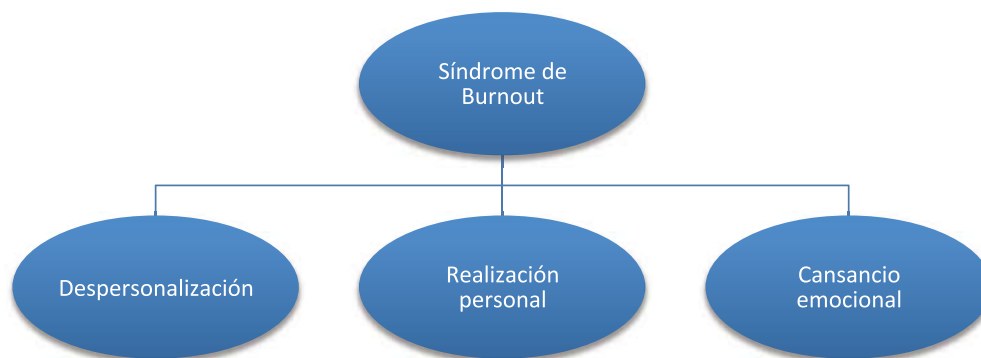 Síndrome de
Burnout
Despersonalización
Realización
personal
Cansancio
emocional